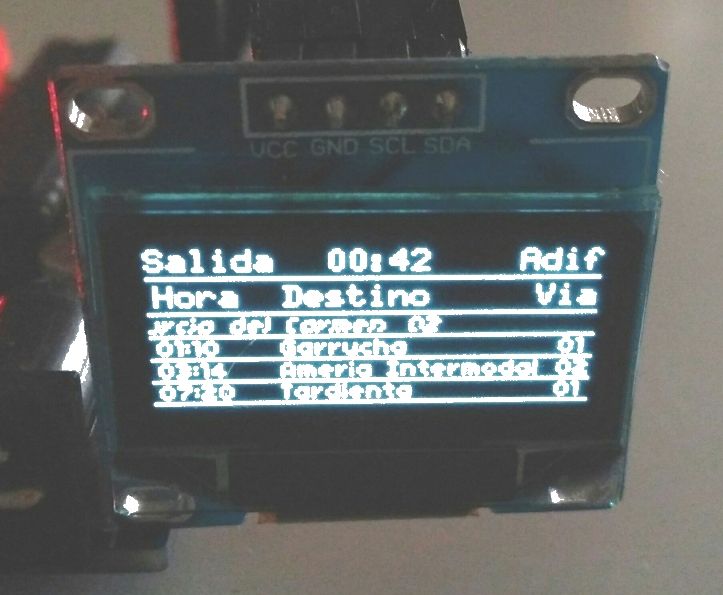 VCC GND SCL SDA
Salida 00:42 Adif
Hora Destino Via
urcia del Carmen 02
01:10 Garrucha 01
03:14 Ameria Intermodal 02
07:20 Tardienta 01